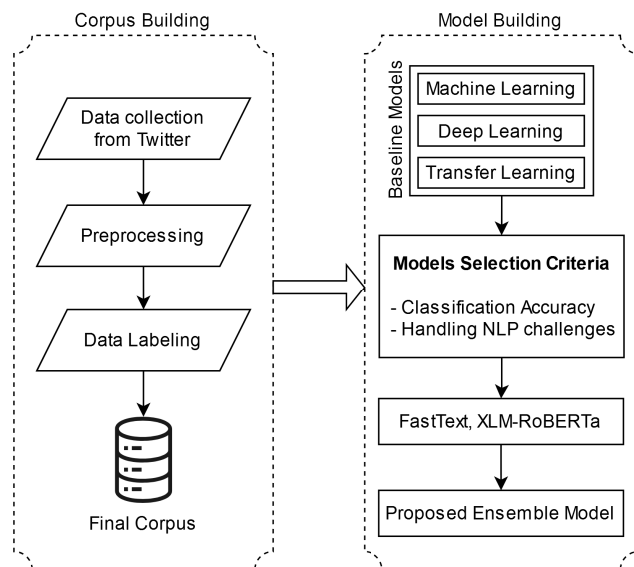 Corpus Building
Data collection
from Twitter
Preprocessing
Data Labeling
Final Corpus
Model Building
Baseline Models
Machine Learning
Deep Learning
Transfer Learning
Models Selection Criteria
- Classification Accuracy
- Handling NLP challenges
FastText, XLM-RoBERTa
Proposed Ensemble Model